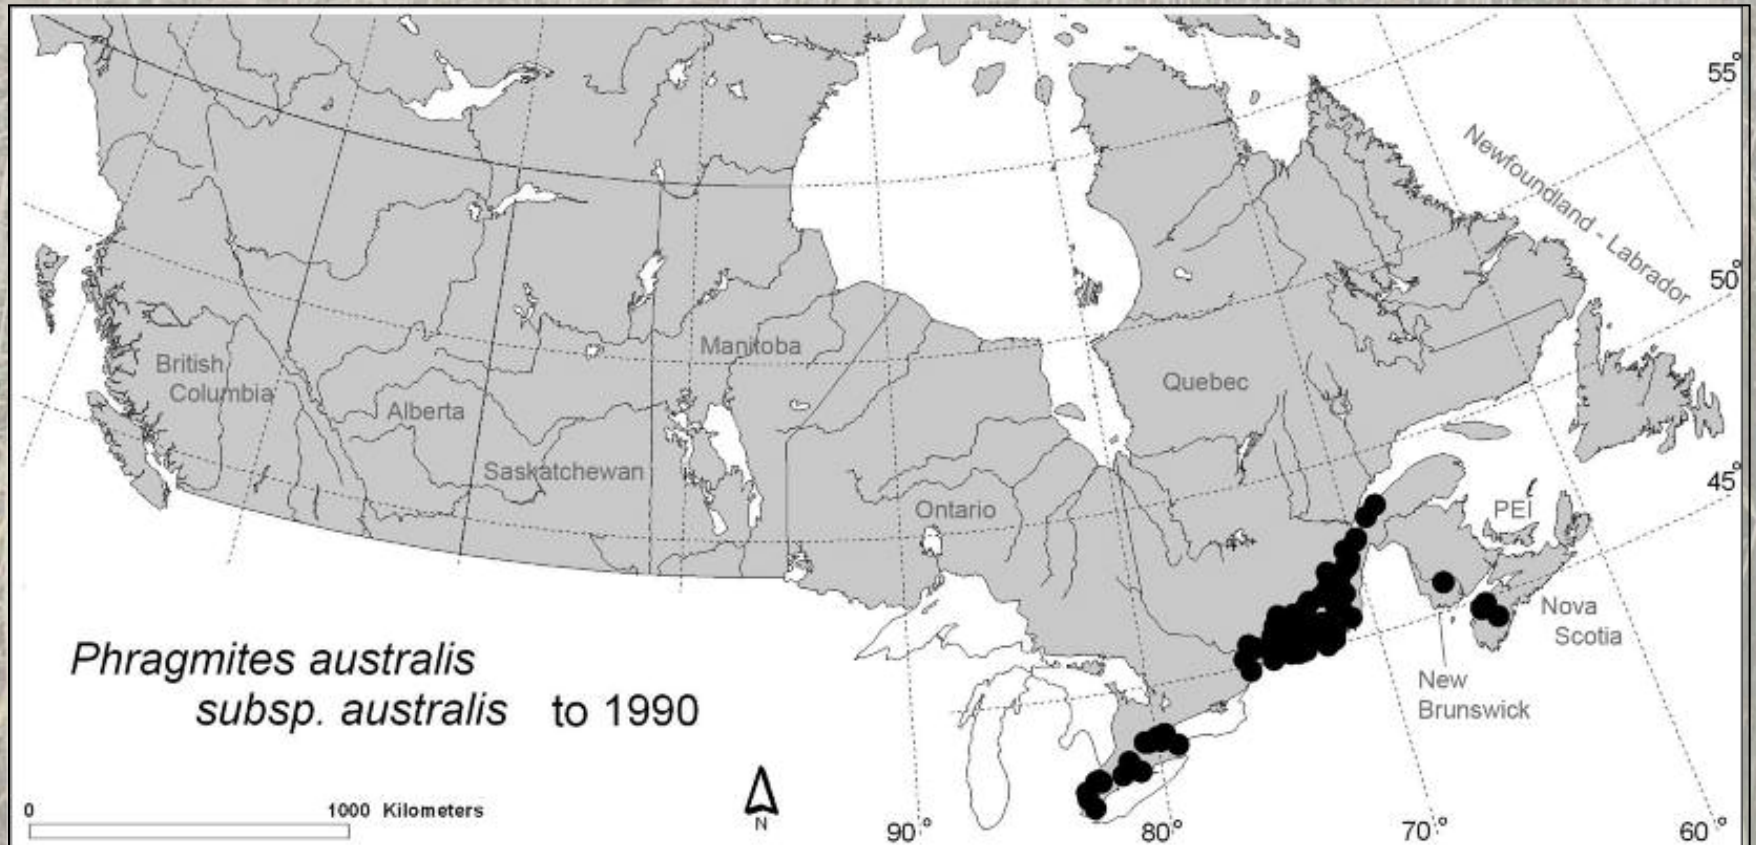 55°
Newfoundland - Labrador
50°
British
Columbia
Manitoba
Quebec
Alberta
Saskatchewan
45°
Ontario
PEI
Nova
Scotia
New
Brunswick
Phragmites australis
subsp. australis to 1990
0 1000 Kilometers
N
90° 80° 70° 60°